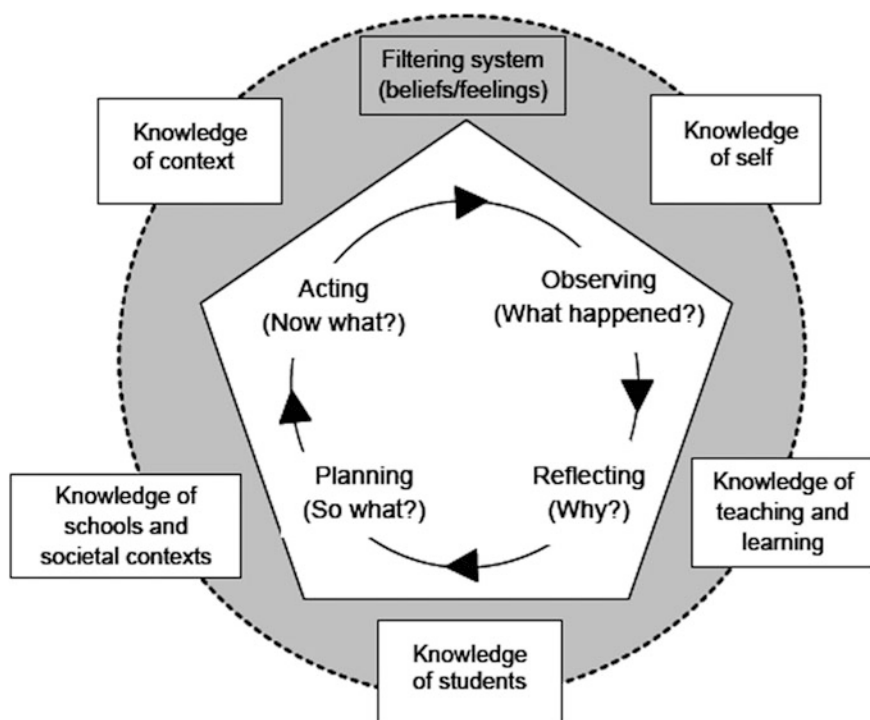 Filtering system
(beliefs/feelings)
Knowledge
of context
Knowledge
of self
Acting
(Now what?)
Observing
(What happened?)
Planning
(So what?)
Reflecting
(Why?)
Knowledge of
schools and
societal contexts
Knowledge of
teaching and
learning
Knowledge
of students